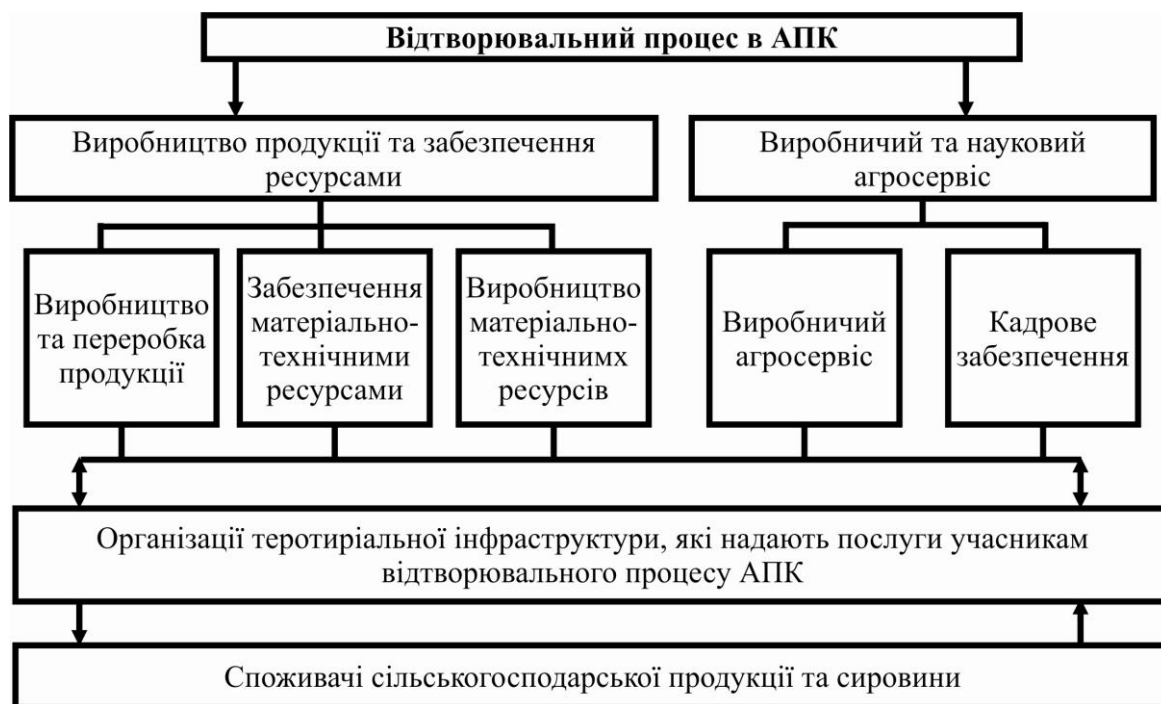 Відтворювальний процес в АПК
Виробництво продукції та забезпечення
ресурсами
Виробничий та науковий
агросервіс
Виробництво
та переробка
продукції
Забезпечення
матеріально-
технічними
ресурсами
Виробництво
матеріально-
технічнимх
ресурсів
Виробничий
агросервіс
Кадрове
забезпечення
Організації теротиріальної інфраструктури, які надають послуги учасникам
відтворювального процесу АПК
Споживачі сільськогосподарської продукції та сировини